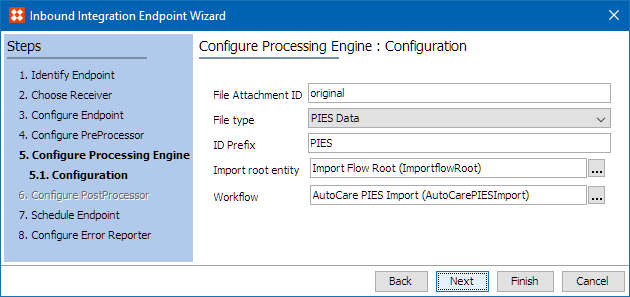 Inbound Integration Endpoint Wizard
Steps
1. Identify Endpoint
2. Choose Receiver
3. Configure Endpoint
4. Configure PreProcessor
5. Configure Processing Engine
5.1. Configuration
6. Configure PostProcessor
7. Schedule Endpoint
8. Configure Error Reporter
Configure Processing Engine : Configuration
File Attachment ID original
File type PIES Data
ID Prefix PIES
Import root entity Import Flow Root (ImportflowRoot) ...
Workflow AutoCare PIES Import (AutoCarePIESImport) ...
Back Next Finish Cancel